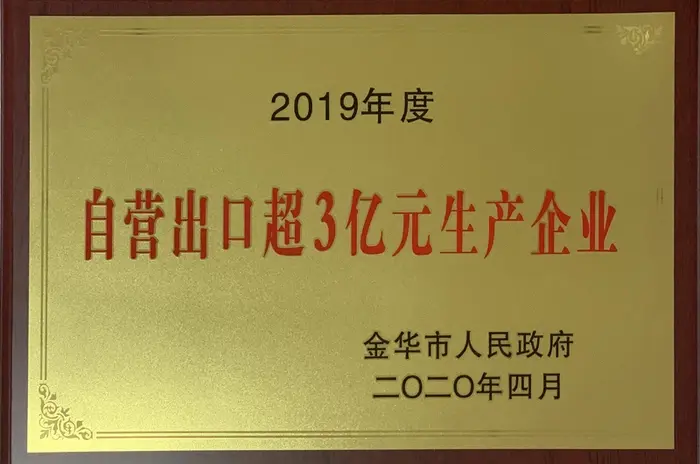 2019年度
自营出口超3亿元生产企业
金华市人民政府
二〇二〇年四月